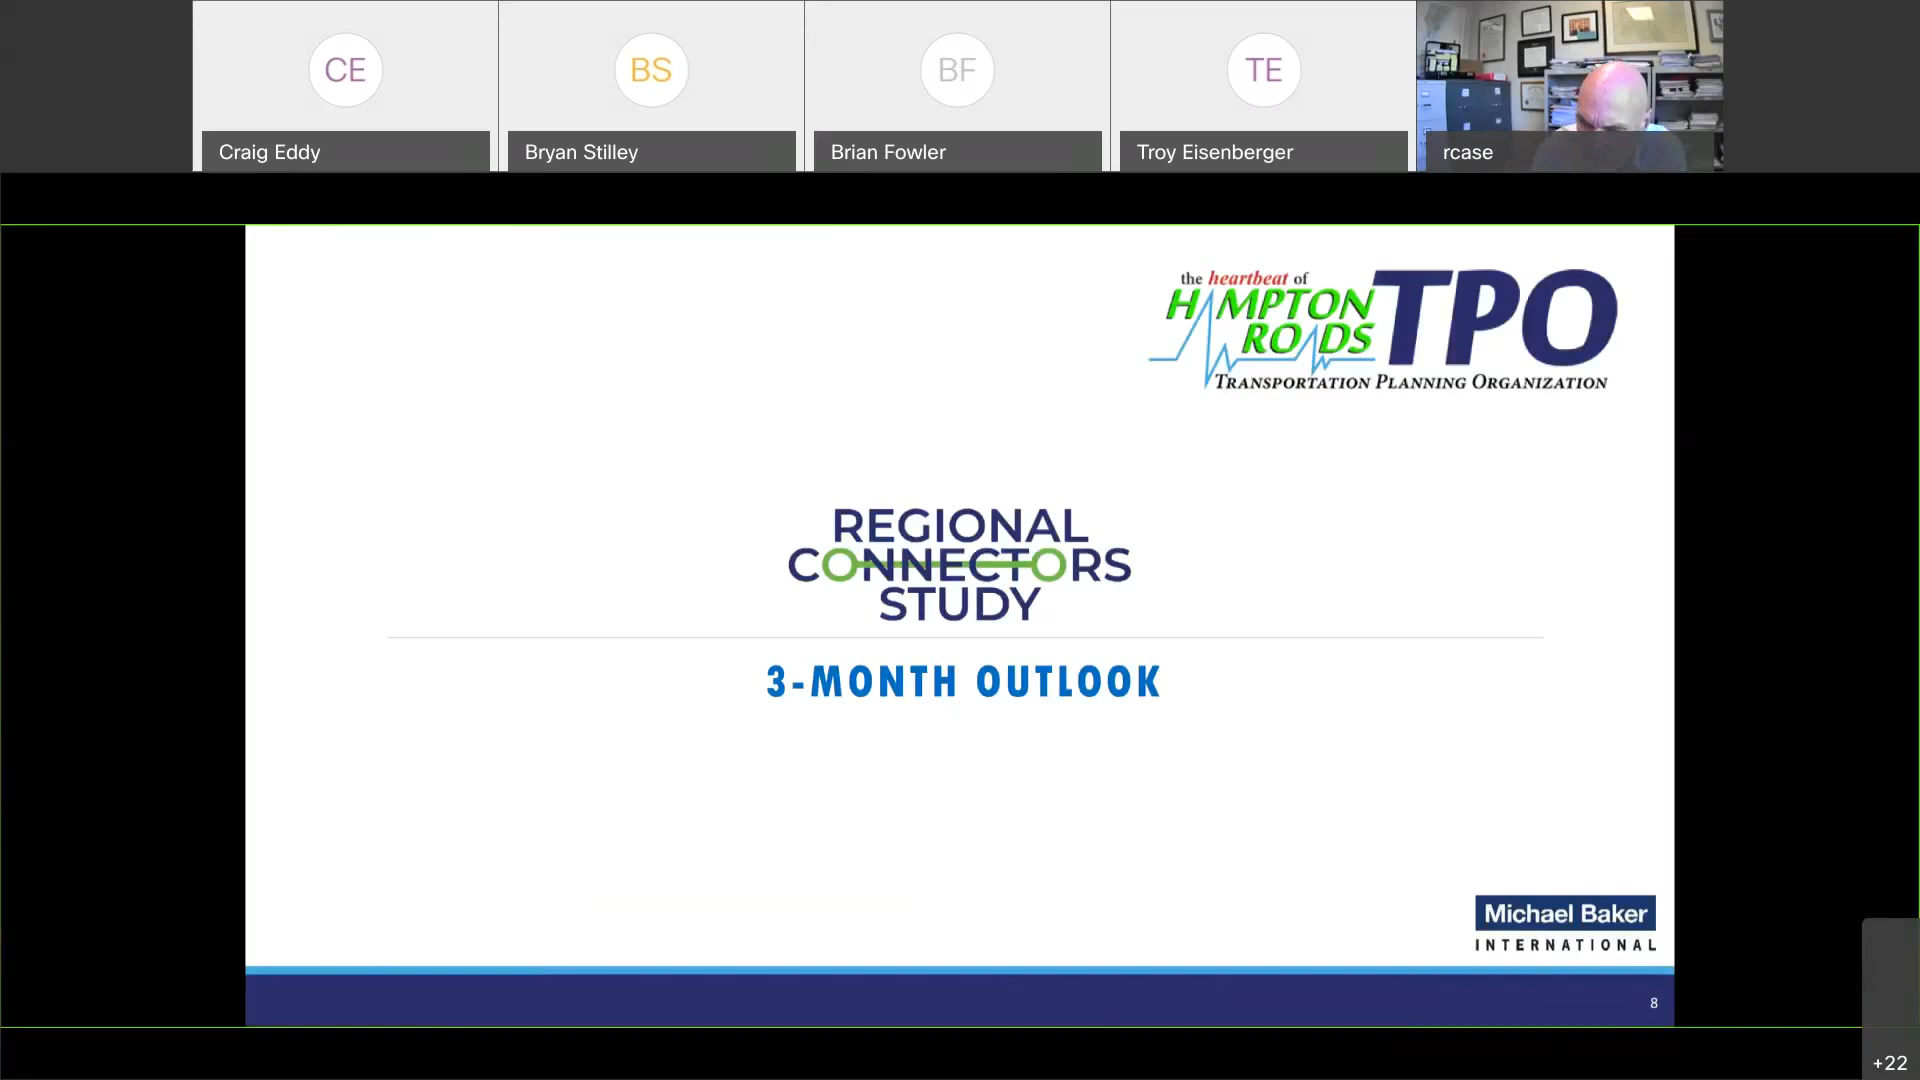 CE
BS
BF
TE
Craig Eddy
Bryan Stilley
Brian Fowler
Troy Eisenberger
rcase
the heartbeat of
HAMPTON
ROADS
TPO
TRANSPORTATION PLANNING ORGANIZATION
REGIONAL
CONNECTORS
STUDY
3-MONTH OUTLOOK
Michael Baker
INTERNATIONAL
8
+22